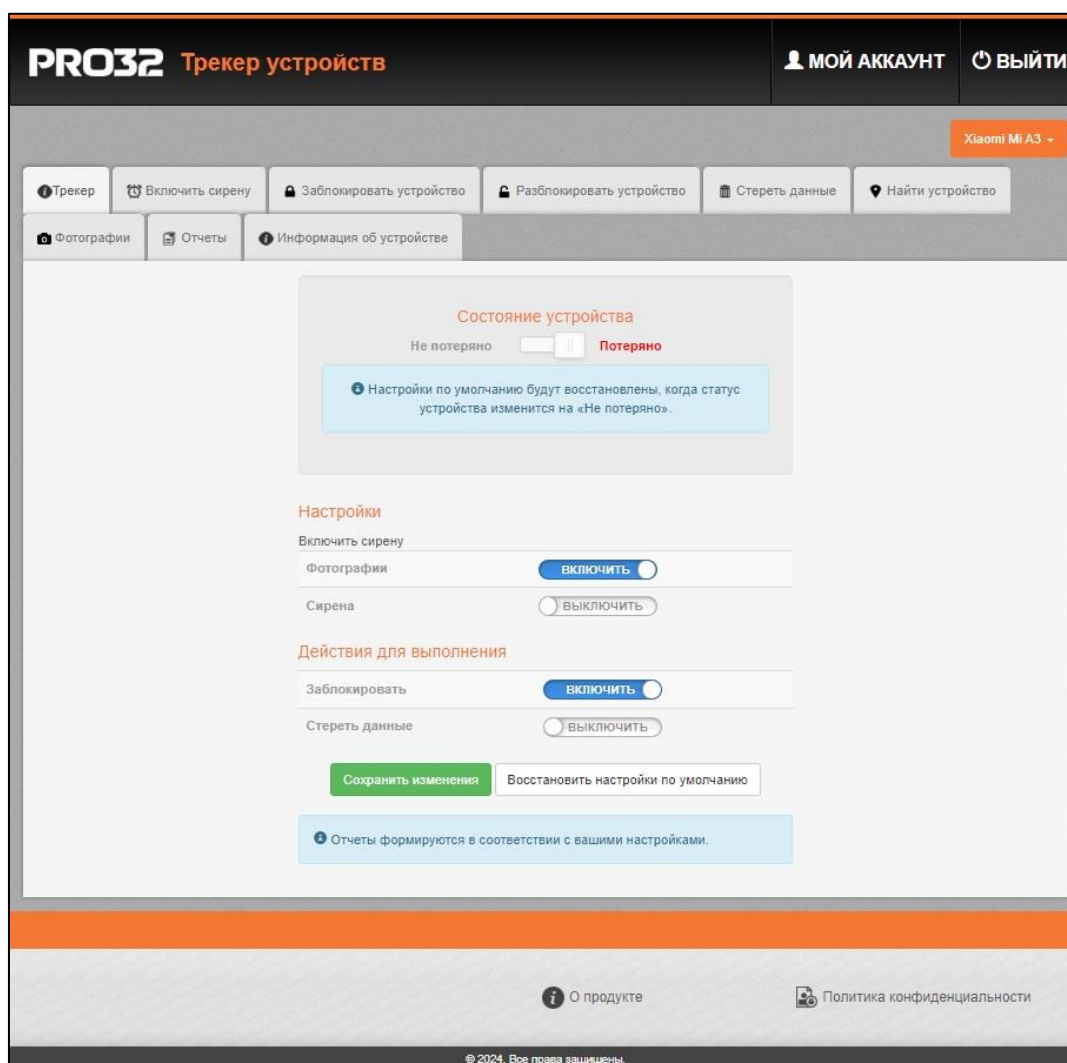 PRO32 Трекер устройств
МОЙ АККАУНТ
ВЫЙТИ
Xiaomi Mi A3
Трекер
Включить сирену
Заблокировать устройство
Разблокировать устройство
Стереть данные
Найти устройство
Фотографии
Отчеты
Информация об устройстве
Состояние устройства
Не потеряно
Потеряно
Настройки по умолчанию будут восстановлены, когда статус
устройства изменится на «Не потеряно».
Настройки
Включить сирену
Фотографии
ВКЛЮЧИТЬ
Сирена
ВЫКЛЮЧИТЬ
Действия для выполнения
Заблокировать
ВКЛЮЧИТЬ
Стереть данные
ВЫКЛЮЧИТЬ
Сохранить изменения
Восстановить настройки по умолчанию
Отчеты формируются в соответствии с вашими настройками.
О продукте
Политика конфиденциальности
© 2024. Все права защищены.